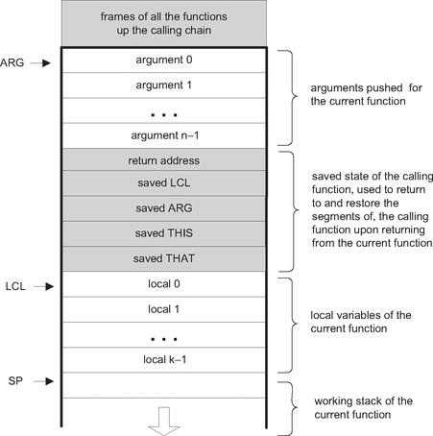 frames of all the functions
up the calling chain
ARG
argument 0
argument 1
. . .
argument n–1
arguments pushed for
the current function
return address
saved LCL
saved ARG
saved THIS
saved THAT
saved state of the calling
function, used to return
to and restore the
segments of, the calling
function upon returning
from the current function
LCL
local 0
local 1
. . .
local k–1
local variables of the
current function
SP
working stack of the
current function